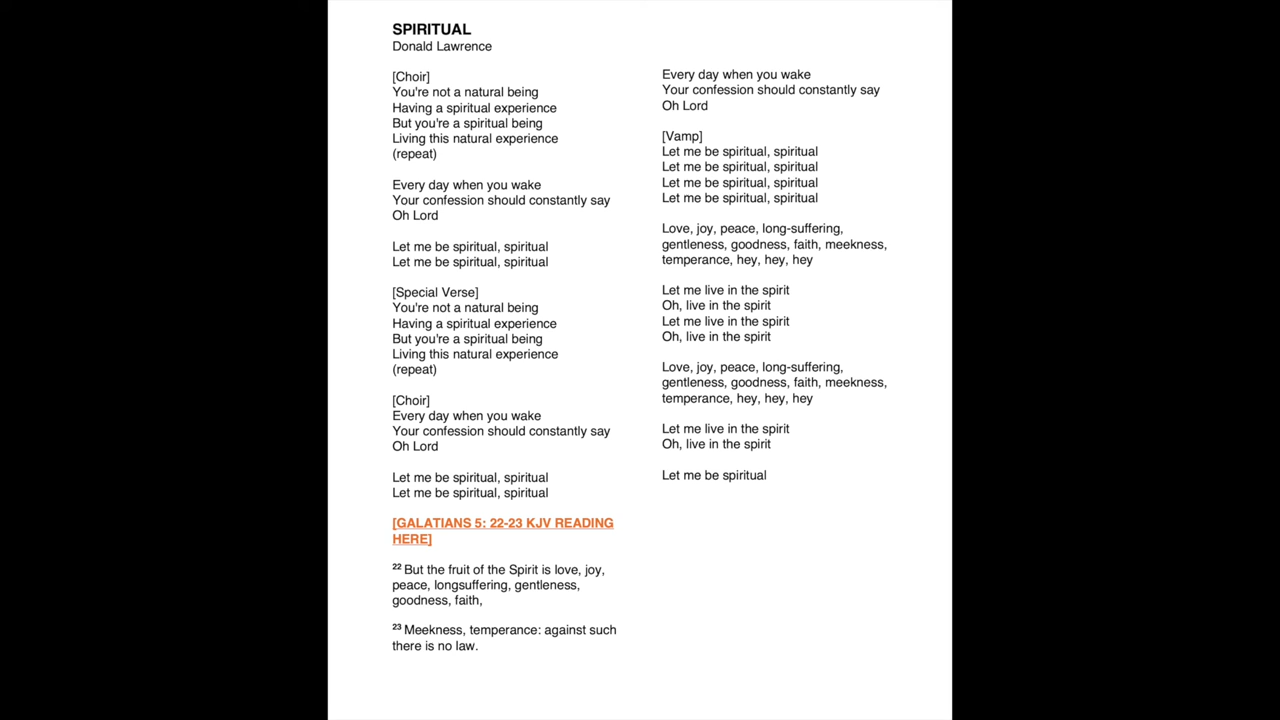 SPIRITUAL
Donald Lawrence
[Choir]
You're not a natural being
Having a spiritual experience
But you're a spiritual being
Living this natural experience
(repeat)
Every day when you wake
Your confession should constantly say
Oh Lord
Let me be spiritual, spiritual
Let me be spiritual, spiritual
[Special Verse]
You're not a natural being
Having a spiritual experience
But you're a spiritual being
Living this natural experience
(repeat)
[Choir]
Every day when you wake
Your confession should constantly say
Oh Lord
Let me be spiritual, spiritual
Let me be spiritual, spiritual
[GALATIANS 5: 22-23 KJV READING
HERE]
22 But the fruit of the Spirit is love, joy,
peace, longsuffering, gentleness,
goodness, faith,
23 Meekness, temperance: against such
there is no law.
Every day when you wake
Your confession should constantly say
Oh Lord
[Vamp]
Let me be spiritual, spiritual
Let me be spiritual, spiritual
Let me be spiritual, spiritual
Let me be spiritual, spiritual
Love, joy, peace, long-suffering,
gentleness, goodness, faith, meekness,
temperance, hey, hey, hey
Let me live in the spirit
Oh, live in the spirit
Let me live in the spirit
Oh, live in the spirit
Love, joy, peace, long-suffering,
gentleness, goodness, faith, meekness,
temperance, hey, hey, hey
Let me live in the spirit
Oh, live in the spirit
Let me be spiritual